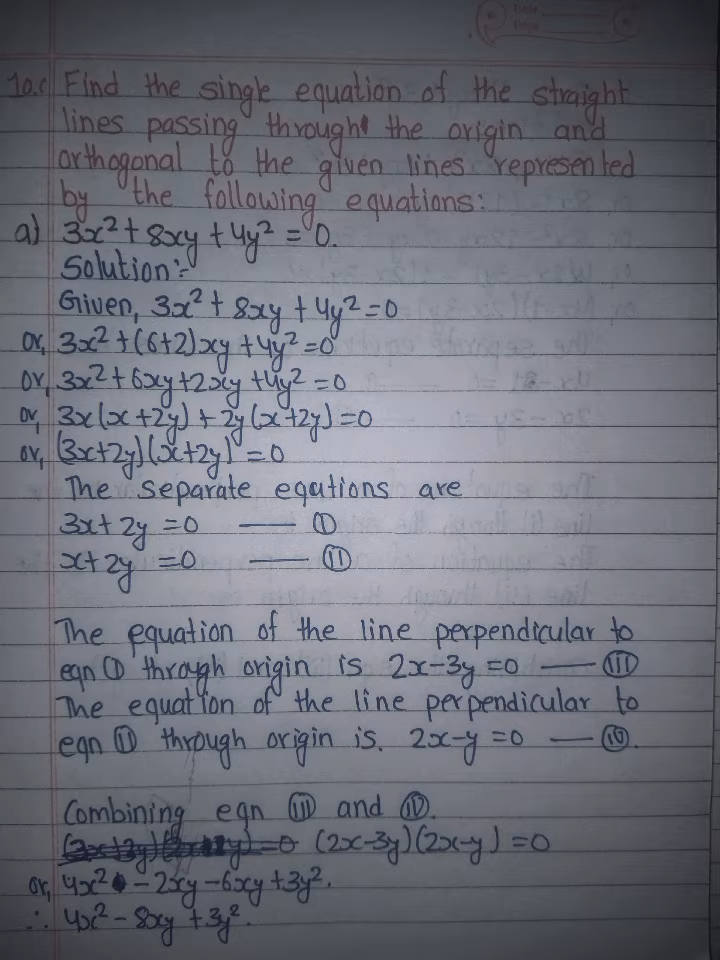 10.c Find the single equation of the straight
lines passing through the origin and
orthogonal to the given lines represented
by the following equations:
a) 3x² + 8xy + 4y² = 0.
Solution:-
Given, 3x² + 8xy + 4y² = 0
or, 3x² + (6+2)xy + 4y² = 0
or, 3x² + 6xy + 2xy + 4y² = 0
or, 3x(x + 2y) + 2y(x + 2y) = 0
or, (3x+2y)(x+2y) = 0
The separate eqations are
3x + 2y = 0 —— (I)
x + 2y = 0 —— (II)
The equation of the line perpendicular to
eqn (I) through origin is 2x - 3y = 0 —— (III)
The equation of the line perpendicular to
eqn (II) through origin is. 2x - y = 0 —— (IV).
Combining eqn (III) and (IV).
(2x-3y)(2x-y) = 0
or, 4x² - 2xy - 6xy + 3y².
∴ 4x² - 8xy + 3y².